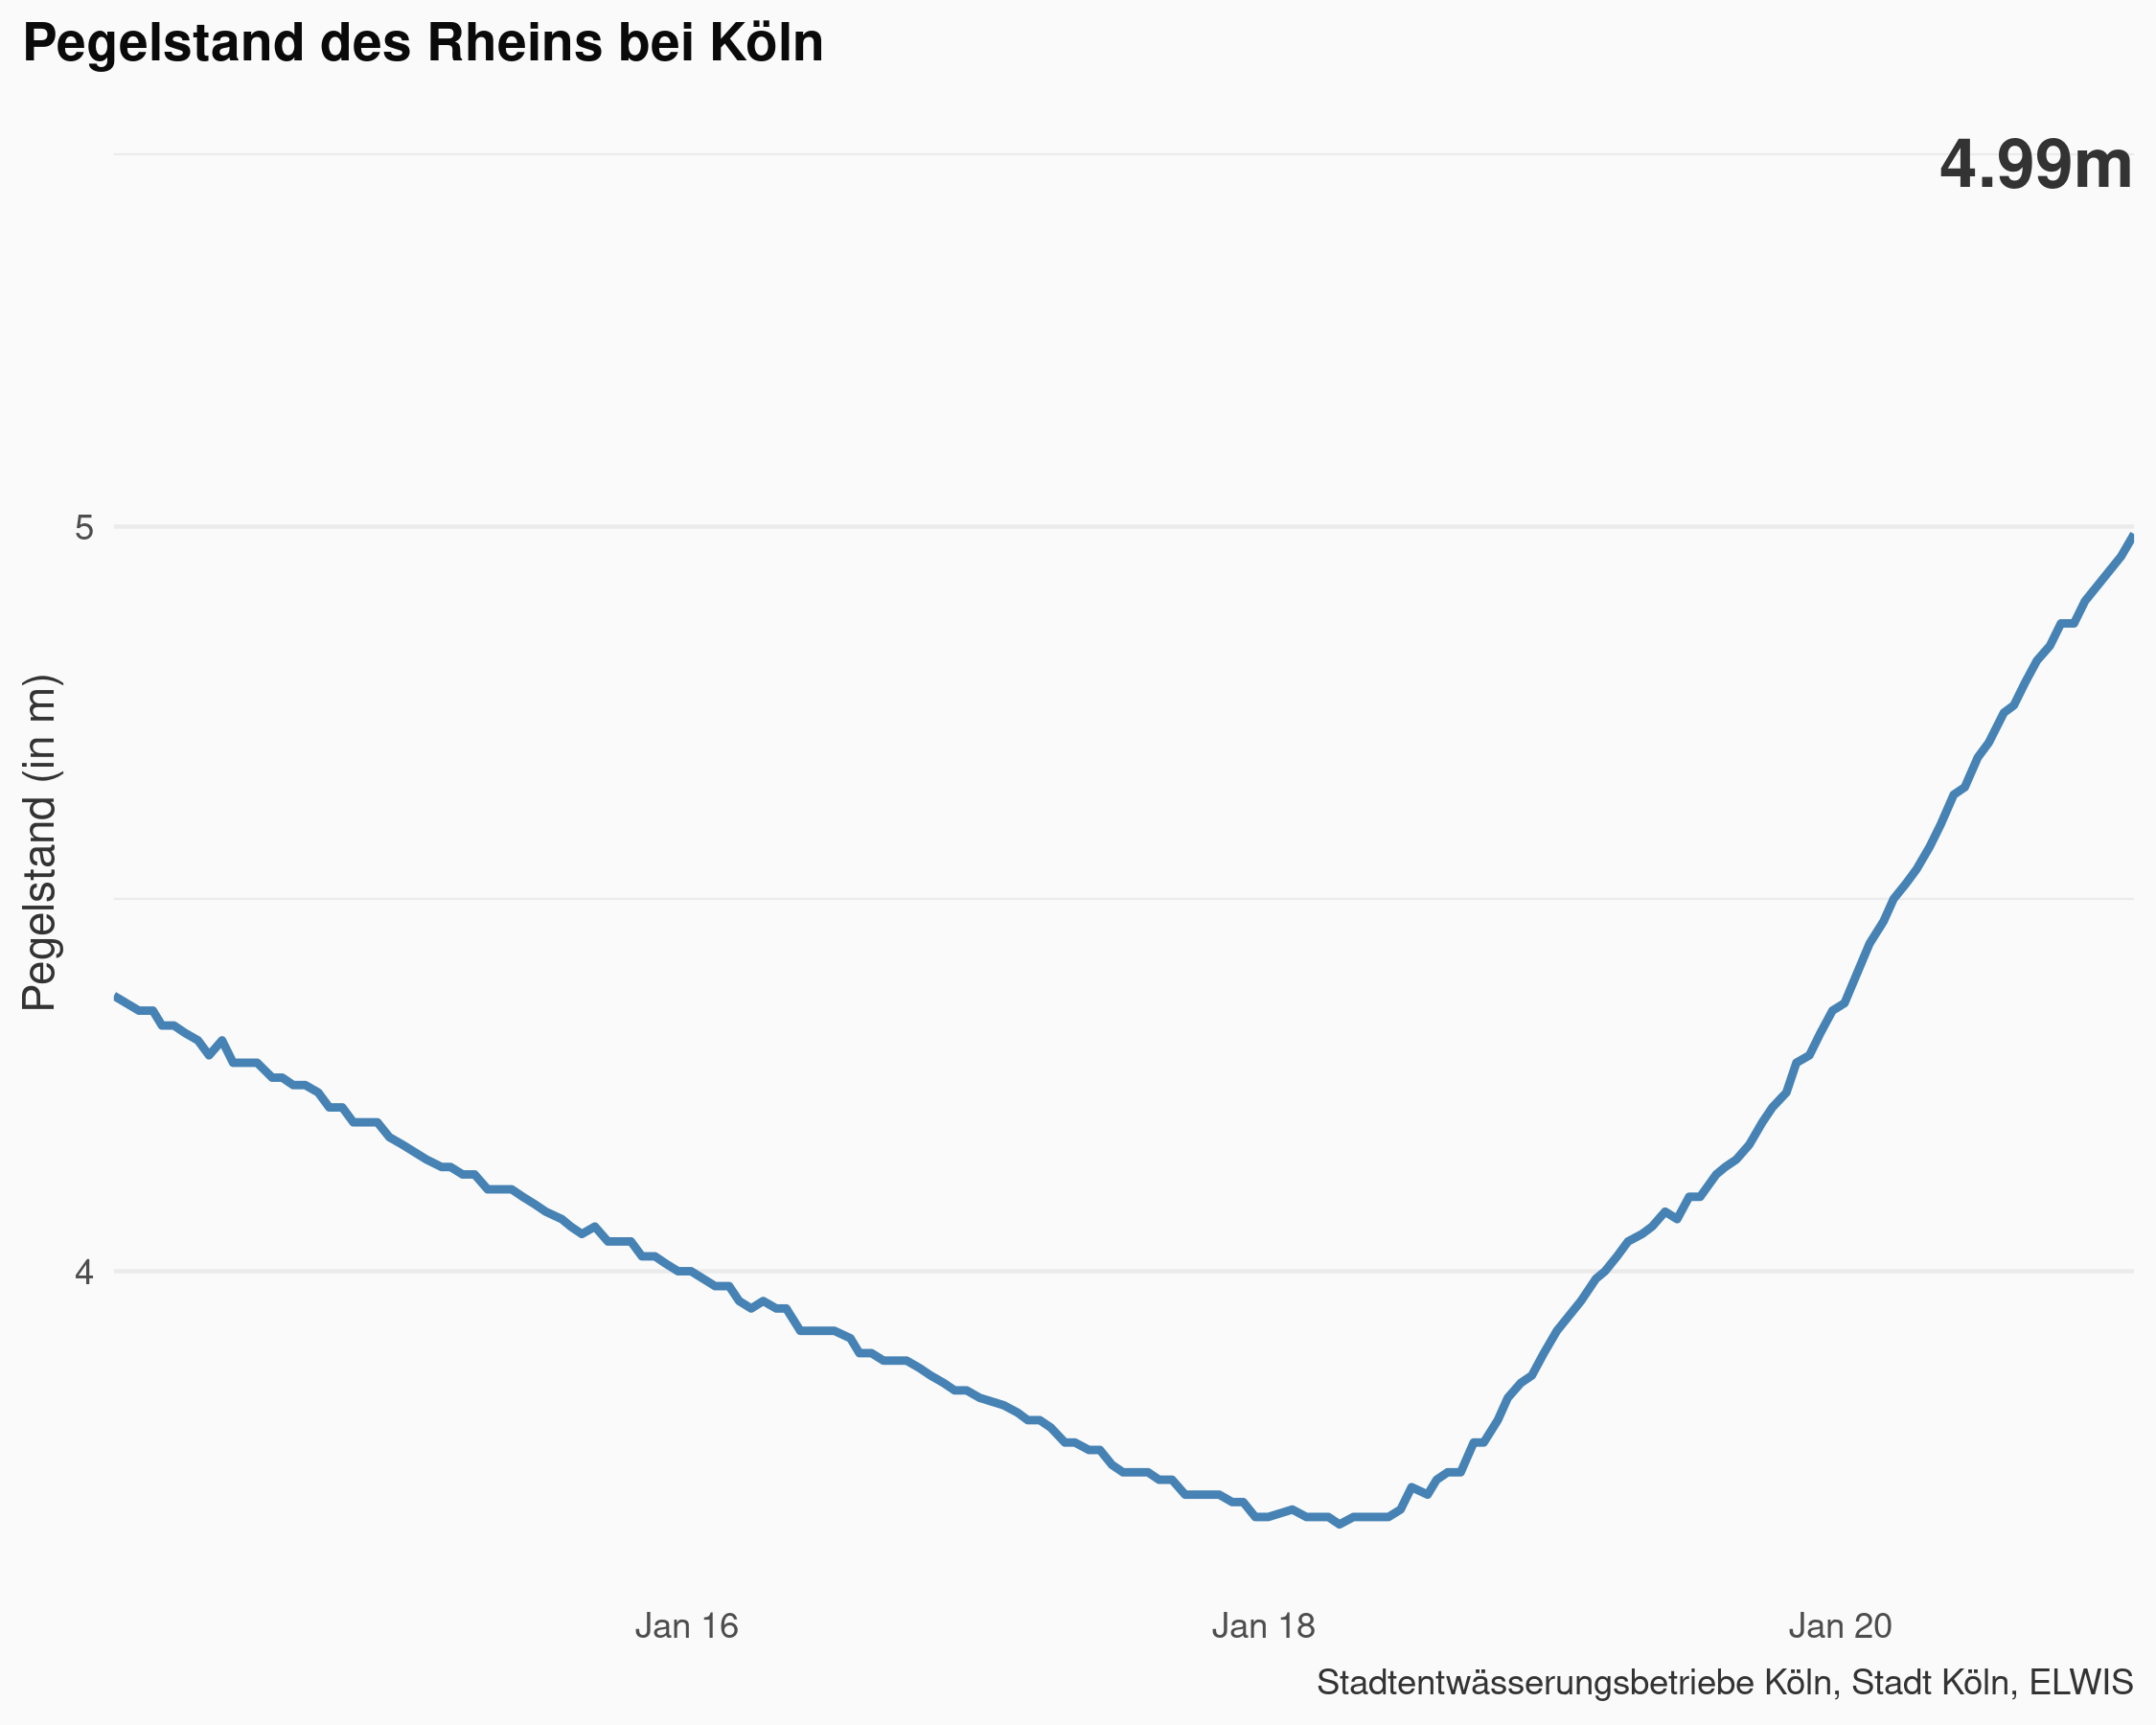 Pegelstand des Rheins bei Köln
4.99m
5
Pegelstand (in m)
4
Jan 16
Jan 18
Jan 20
Stadtentwässerungsbetriebe Köln, Stadt Köln, ELWIS